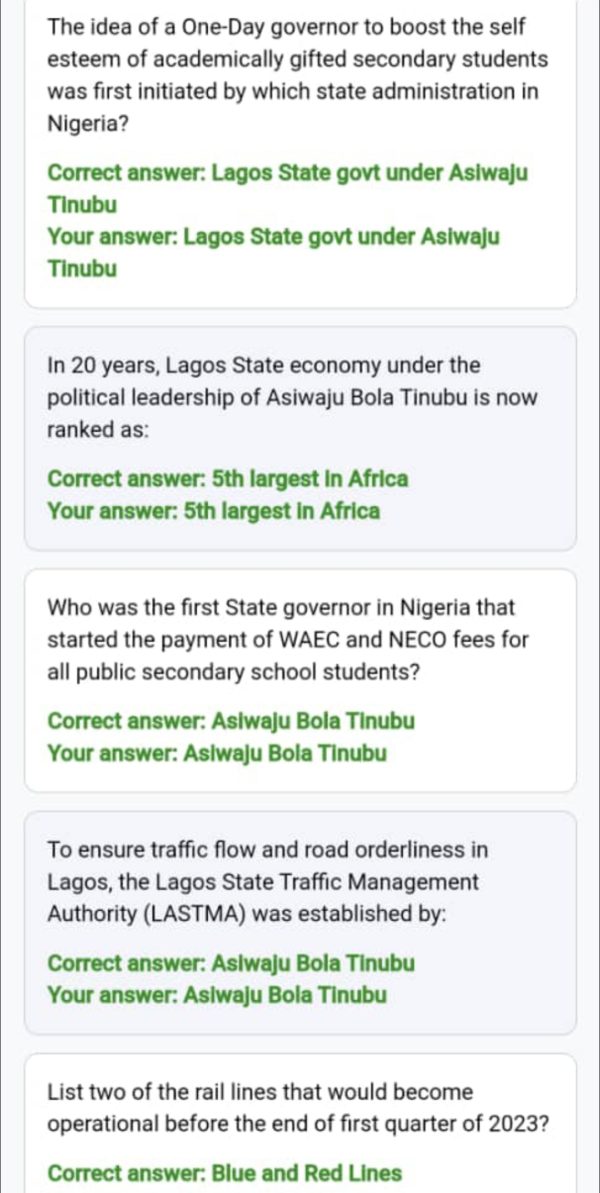 The idea of a One-Day governor to boost the self
esteem of academically gifted secondary students
was first initiated by which state administration in
Nigeria?
Correct answer: Lagos State govt under Asiwaju
Tinubu
Your answer: Lagos State govt under Asiwaju
Tinubu
In 20 years, Lagos State economy under the
political leadership of Asiwaju Bola Tinubu is now
ranked as:
Correct answer: 5th largest in Africa
Your answer: 5th largest in Africa
Who was the first State governor in Nigeria that
started the payment of WAEC and NECO fees for
all public secondary school students?
Correct answer: Asiwaju Bola Tinubu
Your answer: Asiwaju Bola Tinubu
To ensure traffic flow and road orderliness in
Lagos, the Lagos State Traffic Management
Authority (LASTMA) was established by:
Correct answer: Asiwaju Bola Tinubu
Your answer: Asiwaju Bola Tinubu
List two of the rail lines that would become
operational before the end of first quarter of 2023?
Correct answer: Blue and Red Lines